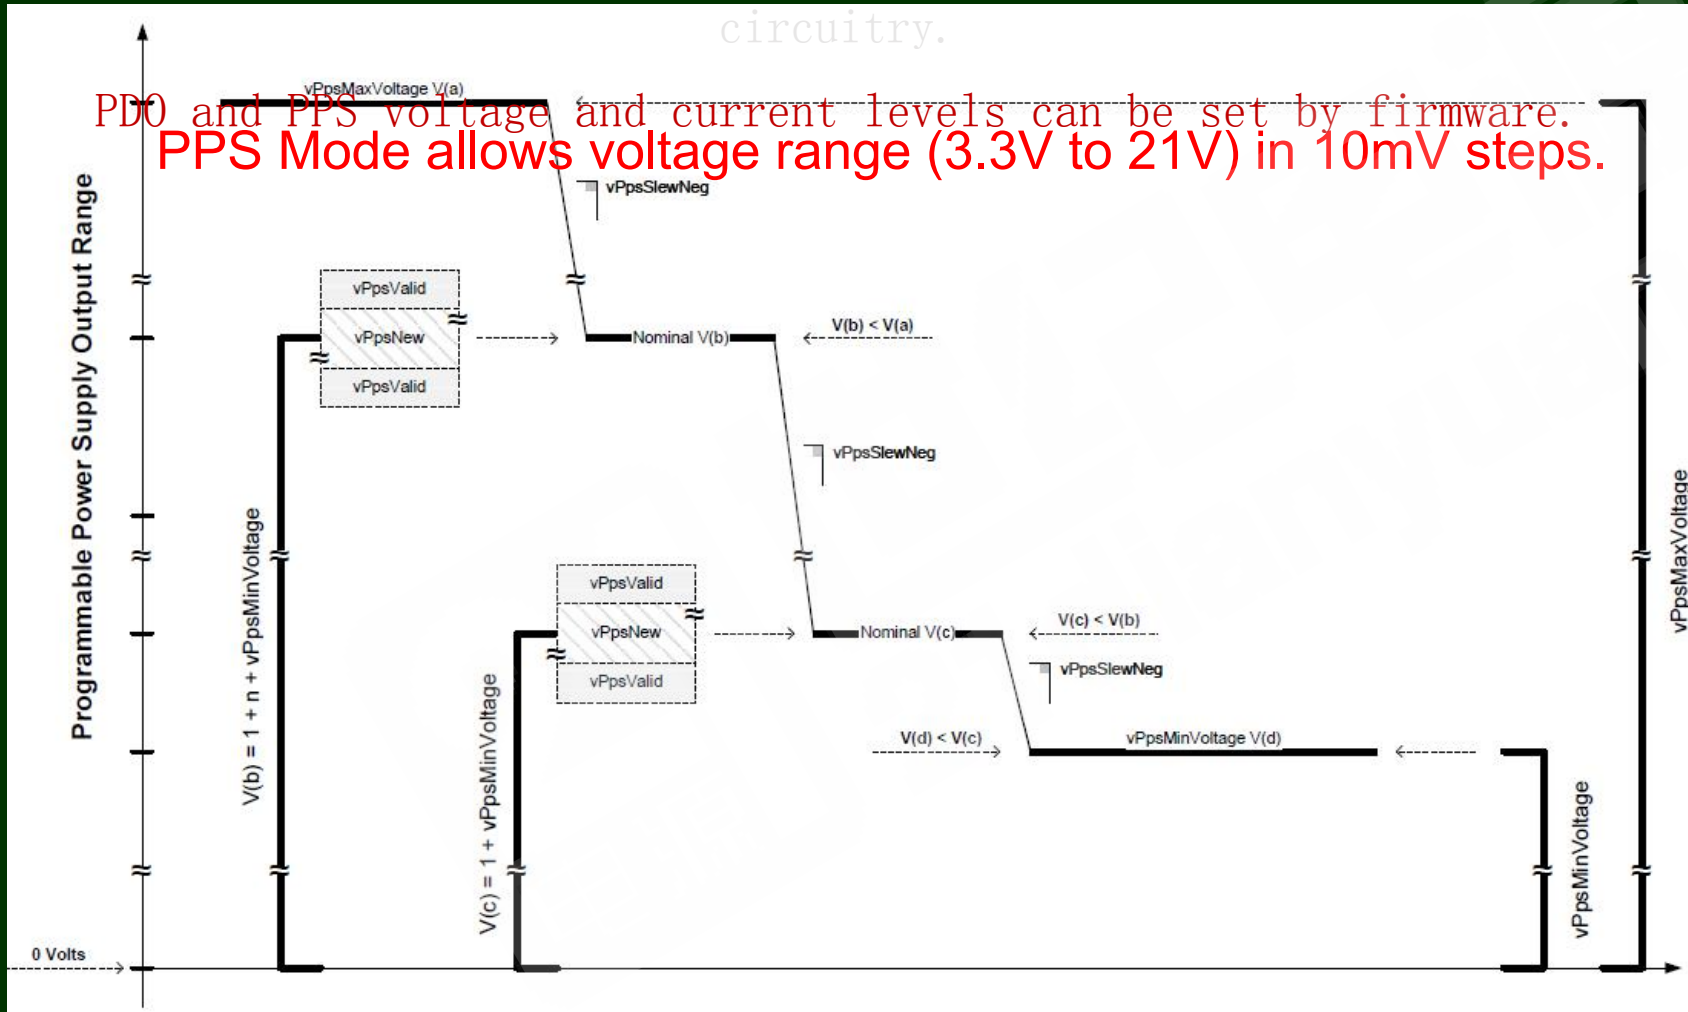 circuitry.
vPpsMaxVoltage V(a)
PDO and PPS voltage and current levels can be set by firmware.
PPS Mode allows voltage range (3.3V to 21V) in 10mV steps.
vPpsSlewNeg
Programmable Power Supply Output Range
vPpsValid
vPpsNew
vPpsValid
Nominal V(b)
V(b) < V(a)
vPpsSlewNeg
V(b) = 1 + n + vPpsMinVoltage
vPpsValid
vPpsNew
vPpsValid
Nominal V(c)
V(c) < V(b)
vPpsSlewNeg
V(c) = 1 + vPpsMinVoltage
V(d) < V(c)
vPpsMinVoltage V(d)
vPpsMinVoltage
vPpsMaxVoltage
0 Volts